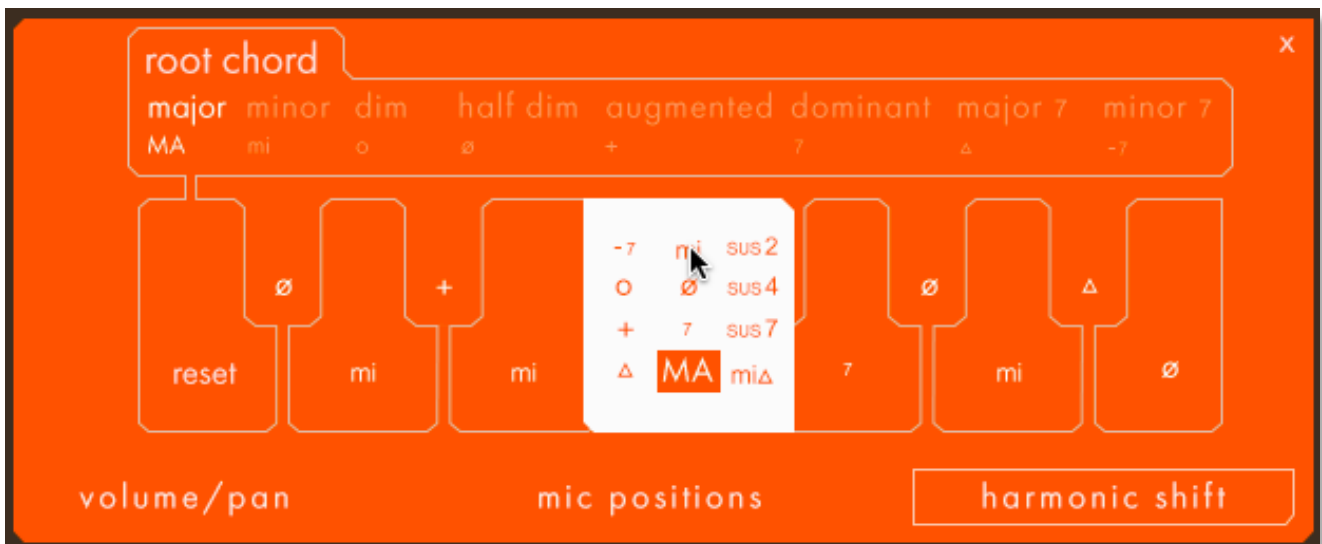 x
root chord
major minor dim half dim augmented dominant major 7 minor 7
MA mi o ø + 7 △ -7
-7 mi sus2
ø + o ø sus4 ø △
+ 7 sus7
reset mi mi △ MA mi△ 7 mi ø
volume/pan mic positions harmonic shift